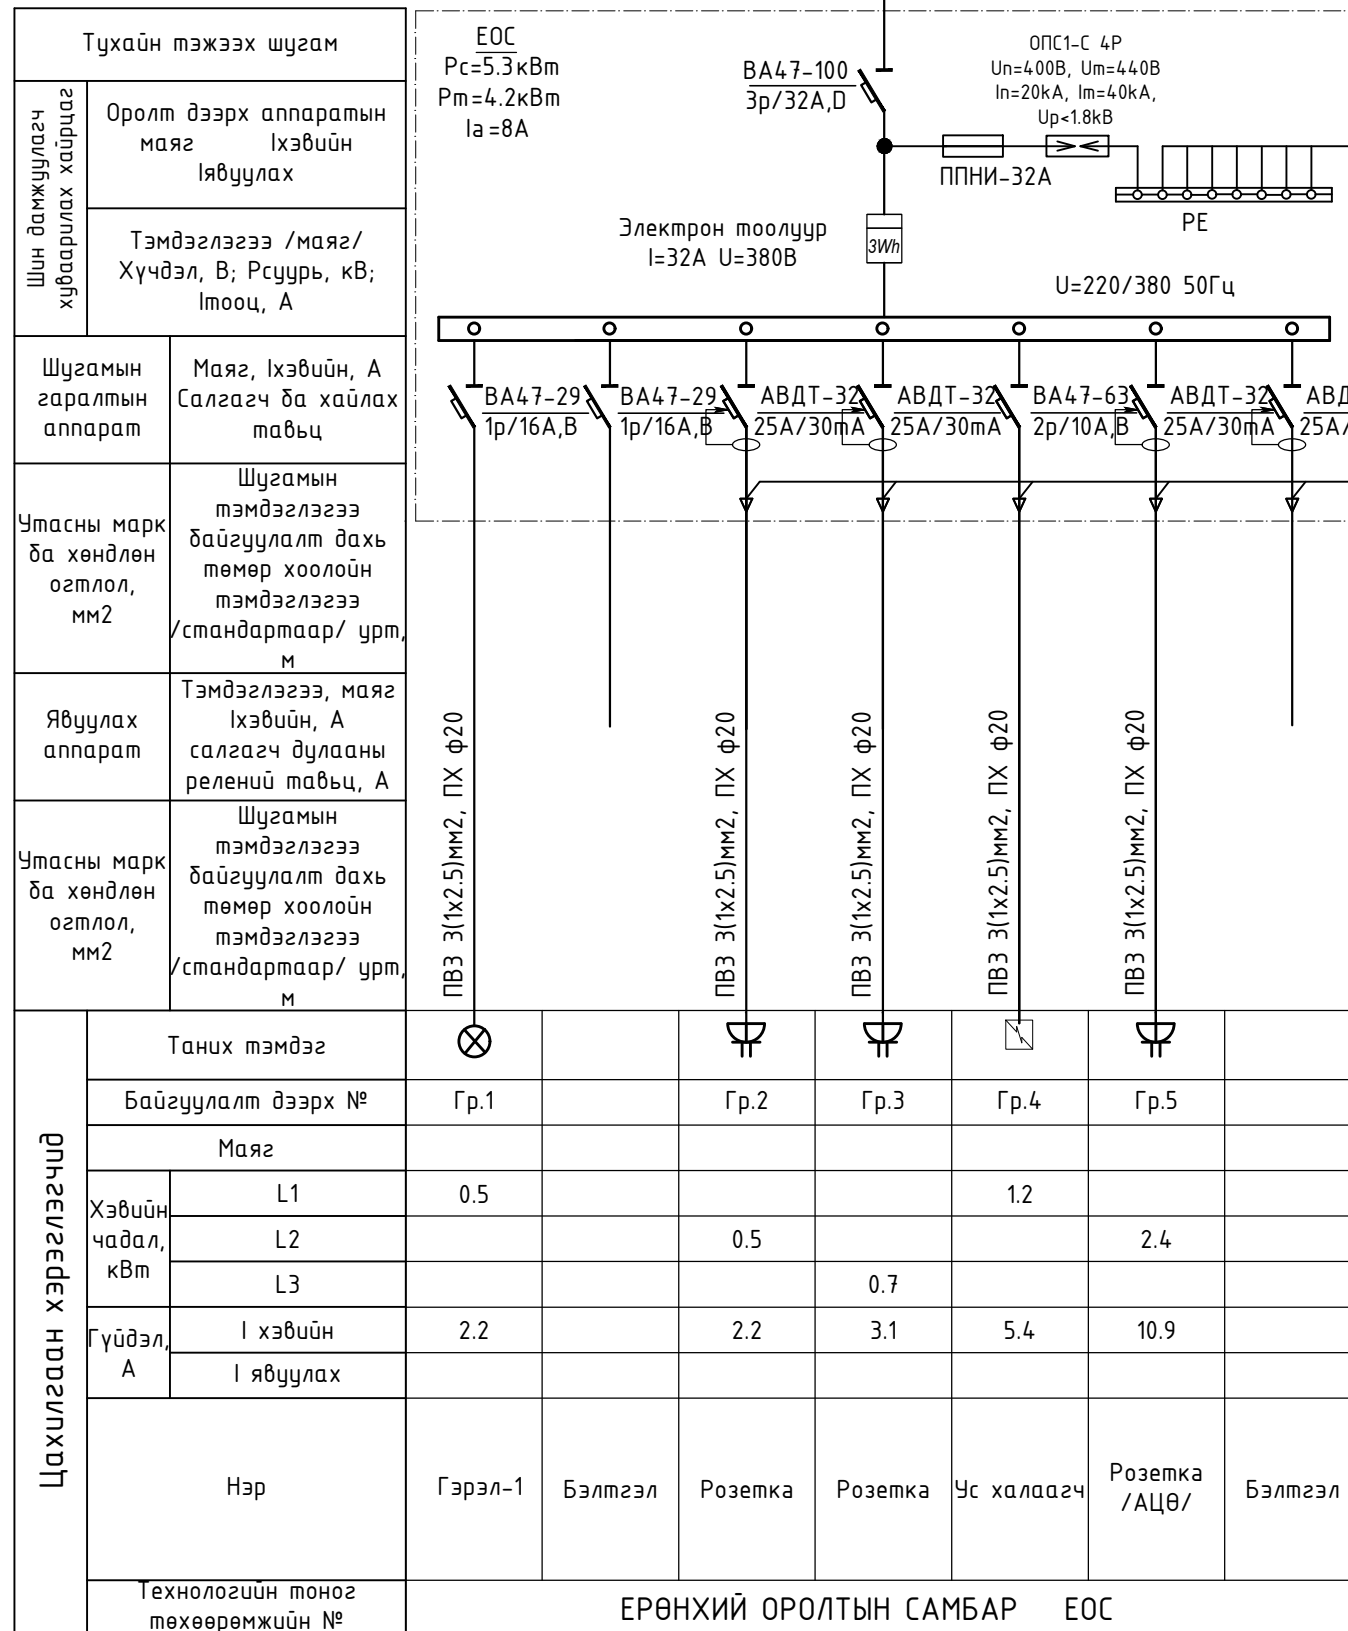 Тухайн тэжээх шугам
Шин дамжуулагч
хуваарилах хайрцаг
Оролт дээрх аппаратын
маяг Iхэвийн
Iявуулах
Тэмдэглэгээ /маяг/
Хүчдэл, В; Рсуурь, кВ;
Iтооц, А
ЕОС
Рс=5.3кВт
Рт=4.2кВт
Iа=8А
ВА47-100
3р/32А,D
ОПС1-С 4Р
Un=400В, Um=440В
In=20kA, Im=40kA,
Up<1.8kВ
ППНИ-32А
РЕ
Электрон тоолуур
I=32А U=380В
3Wh
U=220/380 50Гц
Шугамын
гаралтын
аппарат
Маяг, Iхэвийн, А
Салгагч ба хайлах
тавьц
ВА47-29
1р/16А,В
ВА47-29
1р/16А,В
АВДТ-32
25А/30mA
АВДТ-32
25А/30mA
ВА47-63
2р/10А,В
АВДТ-32
25А/30mA
АВД
25А/
Утасны марк
ба хөндлөн
огтлол,
мм2
Шугамын
тэмдэглэгээ
байгуулалт дахь
төмөр хоолойн
тэмдэглэгээ
/стандартаар/ урт,
м
Явуулах
аппарат
Тэмдэглэгээ, маяг
Iхэвийн, А
салгагч дулааны
релений тавьц, А
Утасны марк
ба хөндлөн
огтлол,
мм2
Шугамын
тэмдэглэгээ
байгуулалт дахь
төмөр хоолойн
тэмдэглэгээ
/стандартаар/ урт,
м
ПВ3 3(1х2.5)мм2, ПХ ф20
ПВ3 3(1х2.5)мм2, ПХ ф20
ПВ3 3(1х2.5)мм2, ПХ ф20
ПВ3 3(1х2.5)мм2, ПХ ф20
ПВ3 3(1х2.5)мм2, ПХ ф20
Цахилгаан хэрэглэгчид
Таних тэмдэг
Байгуулалт дээрх № Гр.1 Гр.2 Гр.3 Гр.4 Гр.5
Маяг
Хэвийн
чадал,
кВт
L1 0.5 1.2
L2 0.5 2.4
L3 0.7
Гүйдэл,
А
I хэвийн 2.2 2.2 3.1 5.4 10.9
I явуулах
Нэр Гэрэл-1 Бэлтгэл Розетка Розетка Ус халаагч Розетка
/АЦӨ/ Бэлтгэл
Технологийн тоног
төхөөрөмжийн №
ЕРӨНХИЙ ОРОЛТЫН САМБАР ЕОС